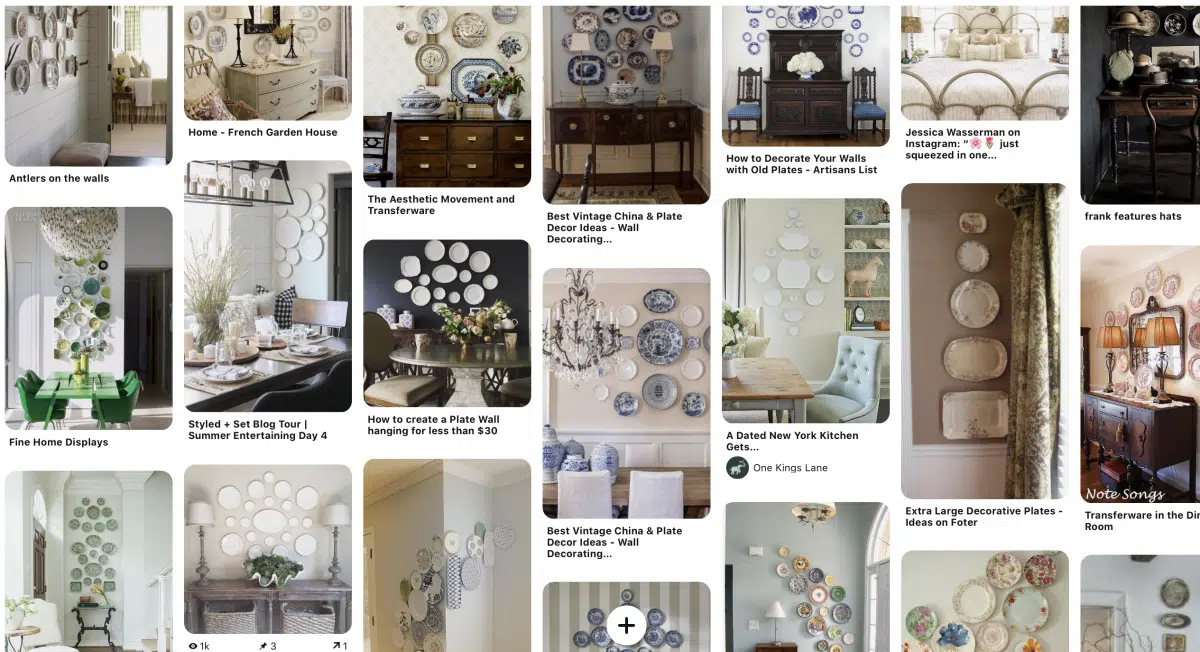 Antlers on the walls
Fine Home Displays
Home - French Garden House
Styled + Set Blog Tour |
Summer Entertaining Day 4
1k
3
1
The Aesthetic Movement and
Transferware
How to create a Plate Wall
hanging for less than $30
Best Vintage China & Plate
Decor Ideas - Wall
Decorating...
Best Vintage China & Plate
Decor Ideas - Wall
Decorating...
How to Decorate Your Walls
with Old Plates - Artisans List
A Dated New York Kitchen
Gets...
One Kings Lane
Jessica Wasserman on
Instagram: “🌸🌷 just
squeezed in one...
Extra Large Decorative Plates -
Ideas on Foter
frank features hats
Note Songs
Transferware in the Din
Room